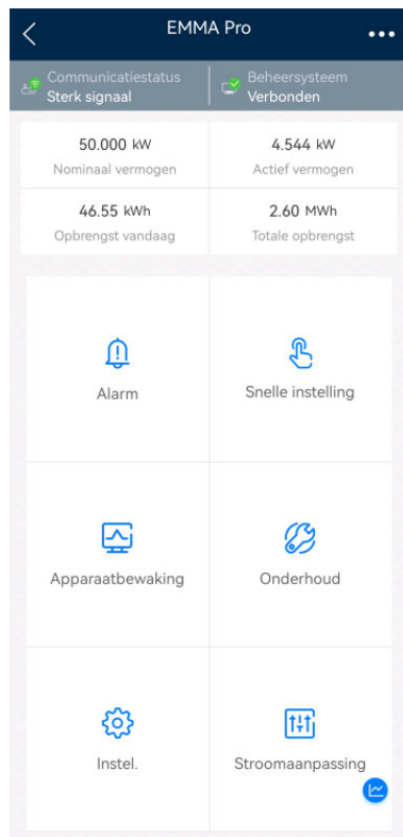 EMMA Pro
Communicatiestatus
Sterk signaal
Beheersysteem
Verbonden
50.000 kW
Nominaal vermogen
4.544 kW
Actief vermogen
46.55 kWh
Opbrengst vandaag
2.60 MWh
Totale opbrengst
Alarm
Snelle instelling
Apparaatbewaking
Onderhoud
Instel.
Stroomaanpassing